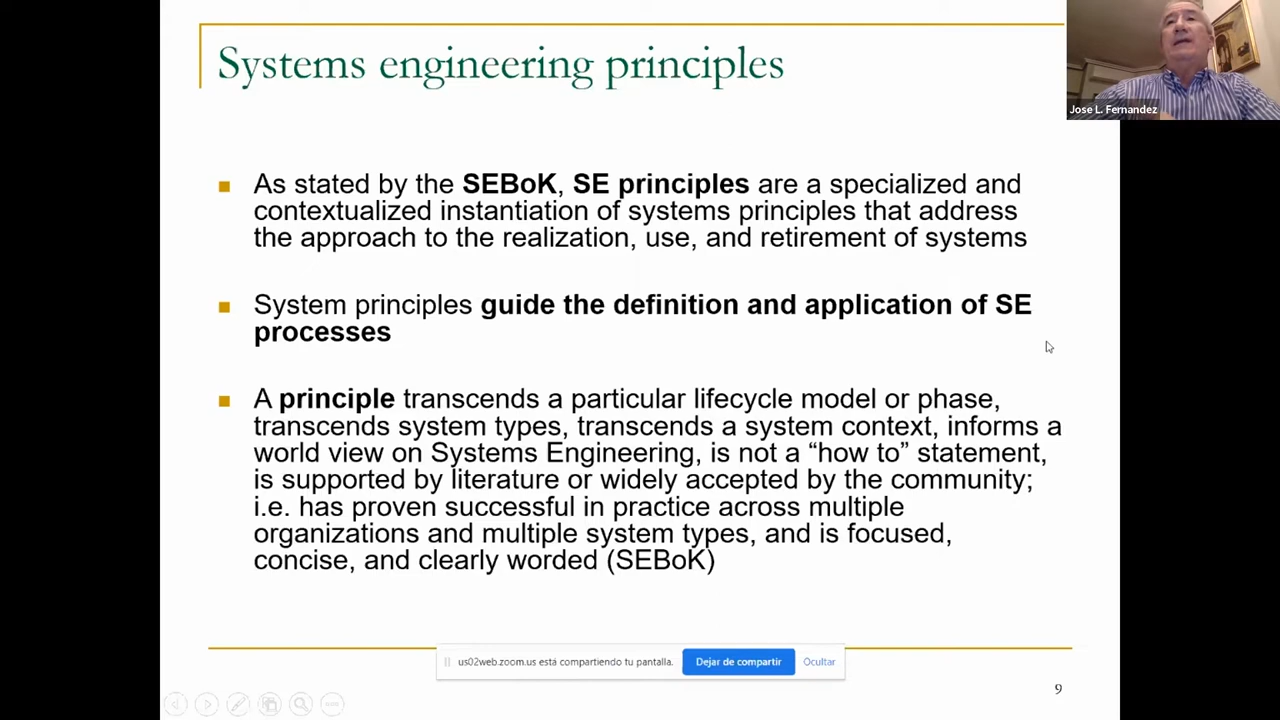 Systems engineering principles
Jose L. Fernandez
As stated by the SEBoK, SE principles are a specialized and
contextualized instantiation of systems principles that address
the approach to the realization, use, and retirement of systems
System principles guide the definition and application of SE
processes
A principle transcends a particular lifecycle model or phase,
transcends system types, transcends a system context, informs a
world view on Systems Engineering, is not a “how to” statement,
is supported by literature or widely accepted by the community;
i.e. has proven successful in practice across multiple
organizations and multiple system types, and is focused,
concise, and clearly worded (SEBoK)
us02web.zoom.us está compartiendo tu pantalla. Dejar de compartir Ocultar
9